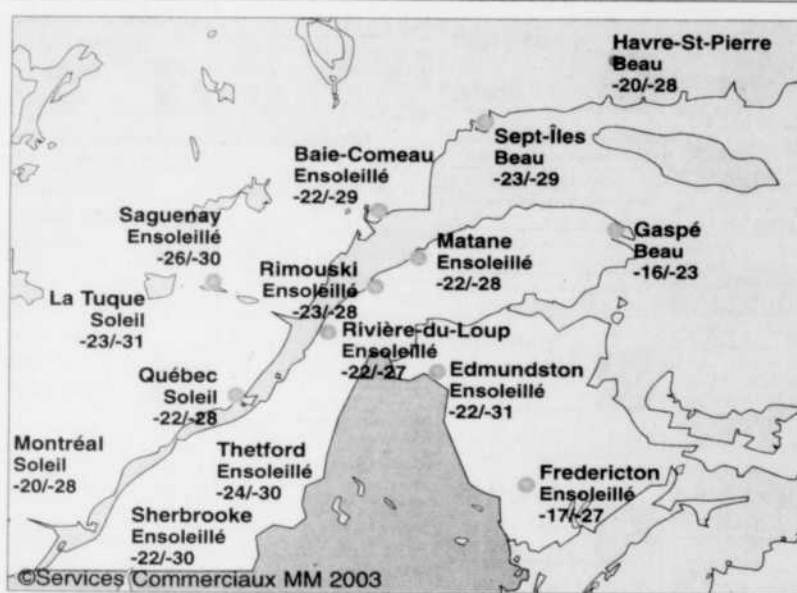 Havre-St-Pierre
Beau
-20/-28
Sept-Îles
Beau
-23/-29
Baie-Comeau
Ensoleillé
-22/-29
Saguenay
Ensoleillé
-26/-30
Matane
Ensoleillé
-22/-28
Gaspé
Beau
-16/-23
Rimouski
Ensoleillé
-23/-28
La Tuque
Soleil
-23/-31
Rivière-du-Loup
Ensoleillé
-22/-27
Québec
Soleil
-22/-28
Edmundston
Ensoleillé
-22/-31
Montréal
Soleil
-20/-28
Thetford
Ensoleillé
-24/-30
Fredericton
Ensoleillé
-17/-27
Sherbrooke
Ensoleillé
-22/-30
©Services Commerciaux MM 2003